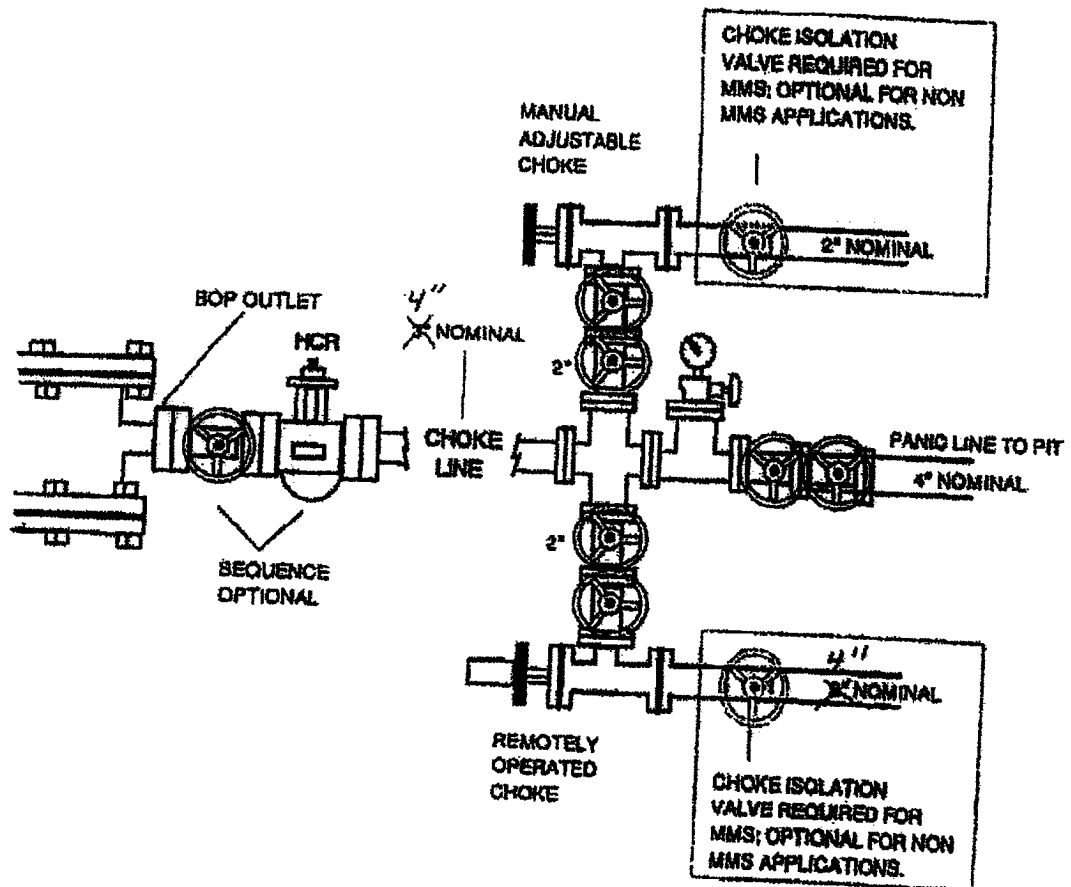 CHOKE ISOLATION
VALVE REQUIRED FOR
MMS; OPTIONAL FOR NON
MMS APPLICATIONS.
MANUAL
ADJUSTABLE
CHOKE
2" NOMINAL
BOP OUTLET
HCR
4"
3" NOMINAL
2"
CHOKE
LINE
PANIC LINE TO PIT
4" NOMINAL
2"
SEQUENCE
OPTIONAL
4"
NOMINAL
REMOTELY
OPERATED
CHOKE
CHOKE ISOLATION
VALVE REQUIRED FOR
MMS; OPTIONAL FOR NON
MMS APPLICATIONS.